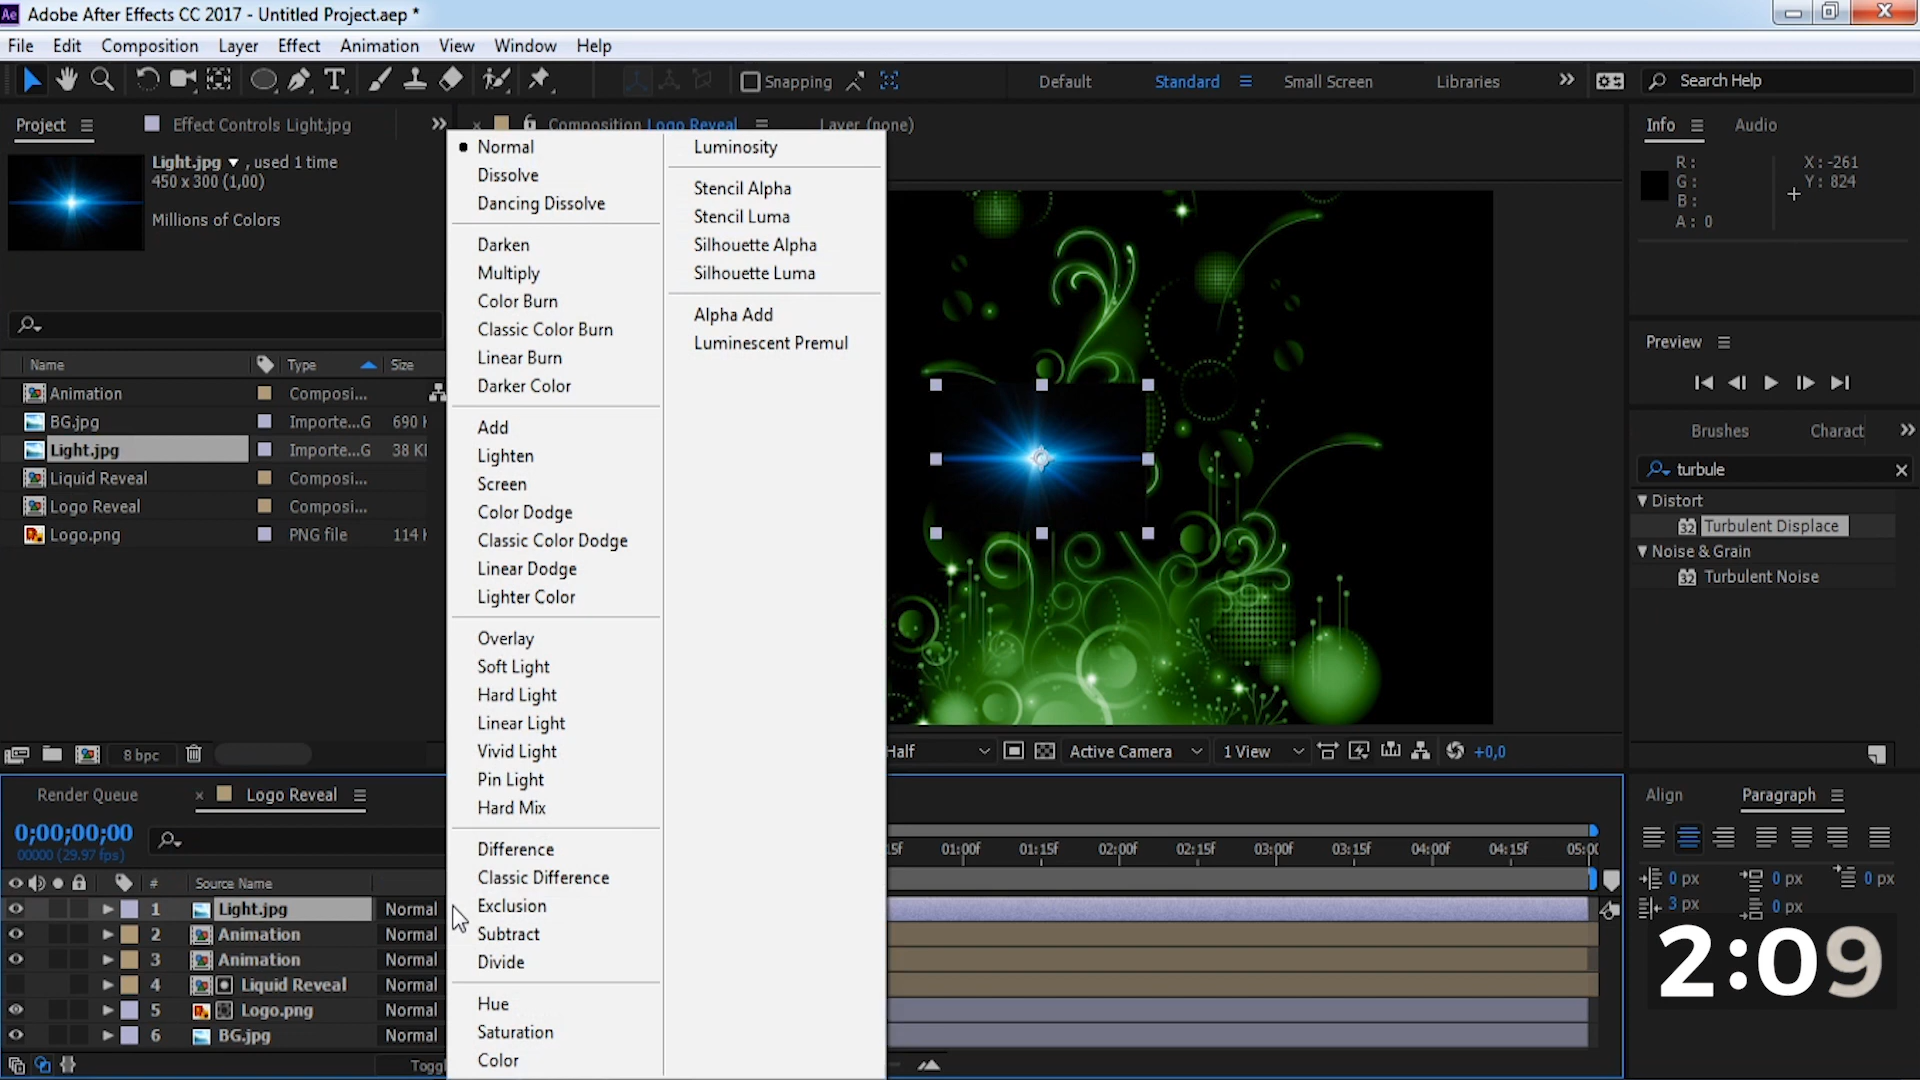 Adobe After Effects CC 2017 - Untitled Project.aep *
File Edit Composition Layer Effect Animation View Window Help
Snapping Default Standard Small Screen Libraries Search Help
Project Effect Controls Light.jpg Composition Logo Reveal Layer (none) Info Audio
Light.jpg , used 1 time
450 x 300 (1,00)
Millions of Colors
R: X: -261
G: Y: 824
B:
A: 0
Preview
Brushes Charact
turbule
Distort
32 Turbulent Displace
Noise & Grain
32 Turbulent Noise
Name Type Size
Animation Composi...
BG.jpg Importe...G 690
Light.jpg Importe...G 38 K
Liquid Reveal Composi...
Logo Reveal Composi...
Logo.png PNG file 114
8 bpc
Normal
Dissolve
Dancing Dissolve
Darken
Multiply
Color Burn
Classic Color Burn
Linear Burn
Darker Color
Add
Lighten
Screen
Color Dodge
Classic Color Dodge
Linear Dodge
Lighter Color
Overlay
Soft Light
Hard Light
Linear Light
Vivid Light
Pin Light
Hard Mix
Difference
Classic Difference
Exclusion
Subtract
Divide
Hue
Saturation
Color
Luminosity
Stencil Alpha
Stencil Luma
Silhouette Alpha
Silhouette Luma
Alpha Add
Luminescent Premul
Half Active Camera 1 View +0,0
Render Queue Logo Reveal
0;00;00;00
00000 (29.97 fps)
15f 01:00f 01:15f 02:00f 02:15f 03:00f 03:15f 04:00f 04:15f 05:00
# Source Name
1 Light.jpg Normal
2 Animation Normal
3 Animation Normal
4 Liquid Reveal Normal
5 Logo.png Normal
6 BG.jpg Normal
Toggl
Align Paragraph
0 px 0 px 0 px
3 px 0 px
2:09